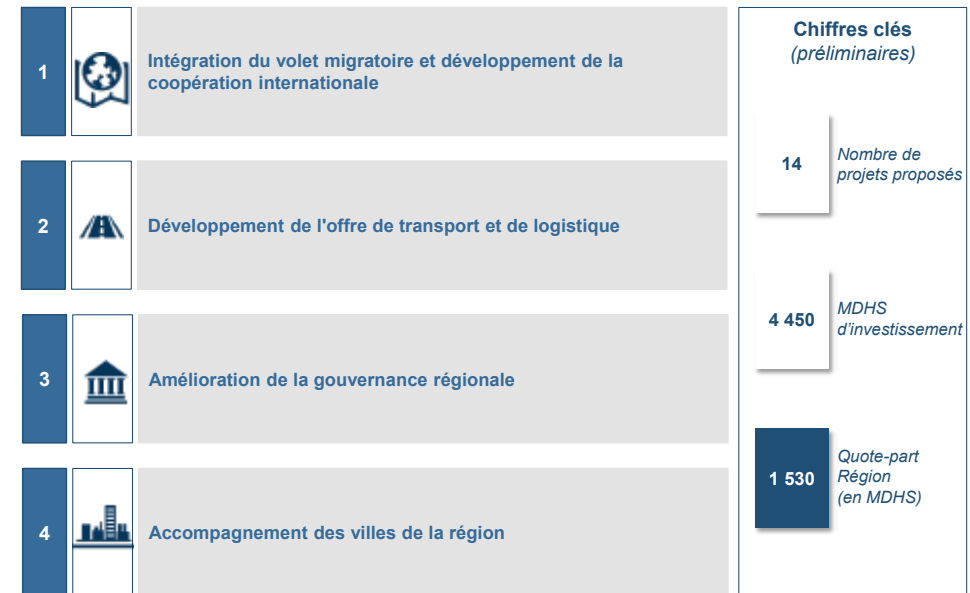 1
Intégration du volet migratoire et développement de la
coopération internationale
2
Développement de l'offre de transport et de logistique
3
Amélioration de la gouvernance régionale
4
Accompagnement des villes de la région
Chiffres clés
(préliminaires)
14
Nombre de
projets proposés
4 450
MDHS
d'investissement
1 530
Quote-part
Région
(en MDHS)